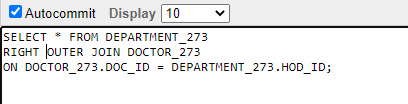 Autocommit Display 10
SELECT * FROM DEPARTMENT_273
RIGHT OUTER JOIN DOCTOR_273
ON DOCTOR_273.DOC_ID = DEPARTMENT_273.HOD_ID;